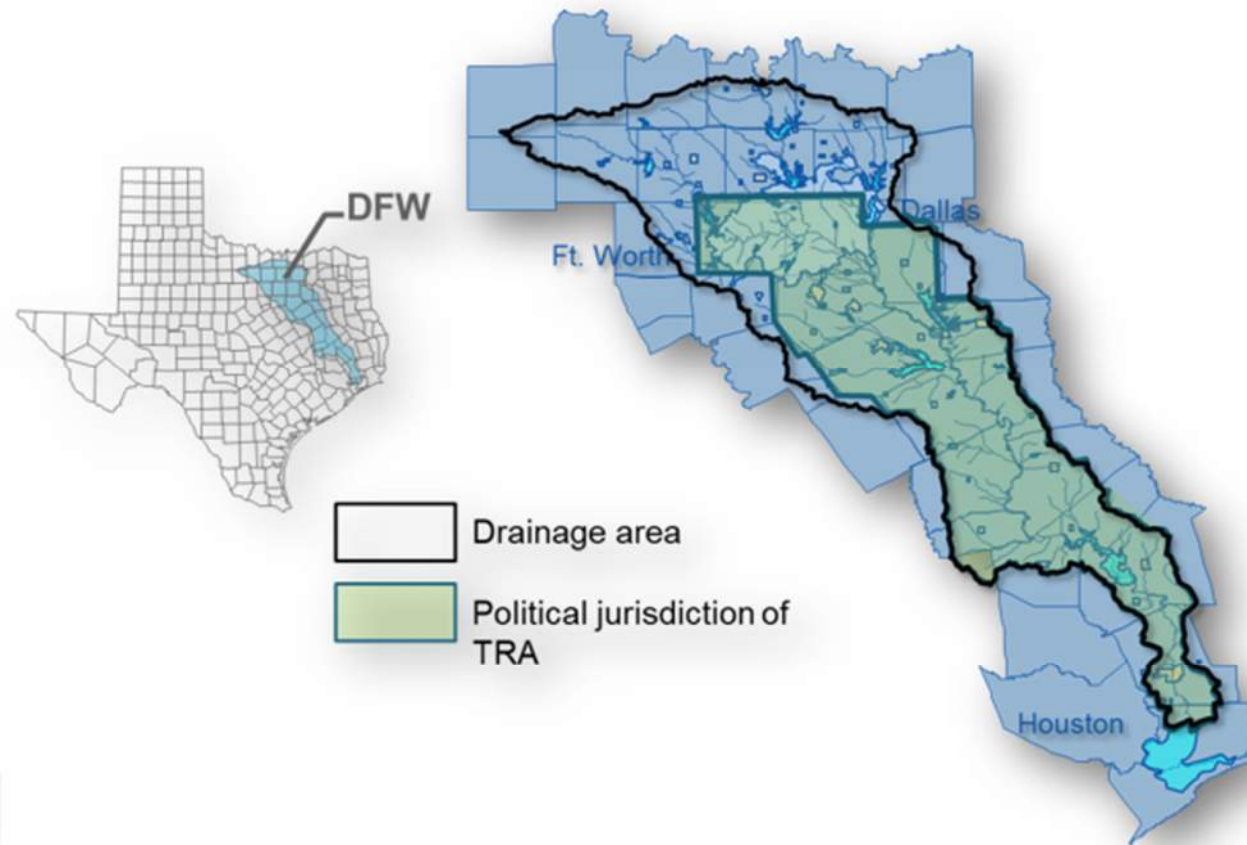 DFW
Dallas
Ft. Worth
Drainage area
Political jurisdiction of
TRA
Houston